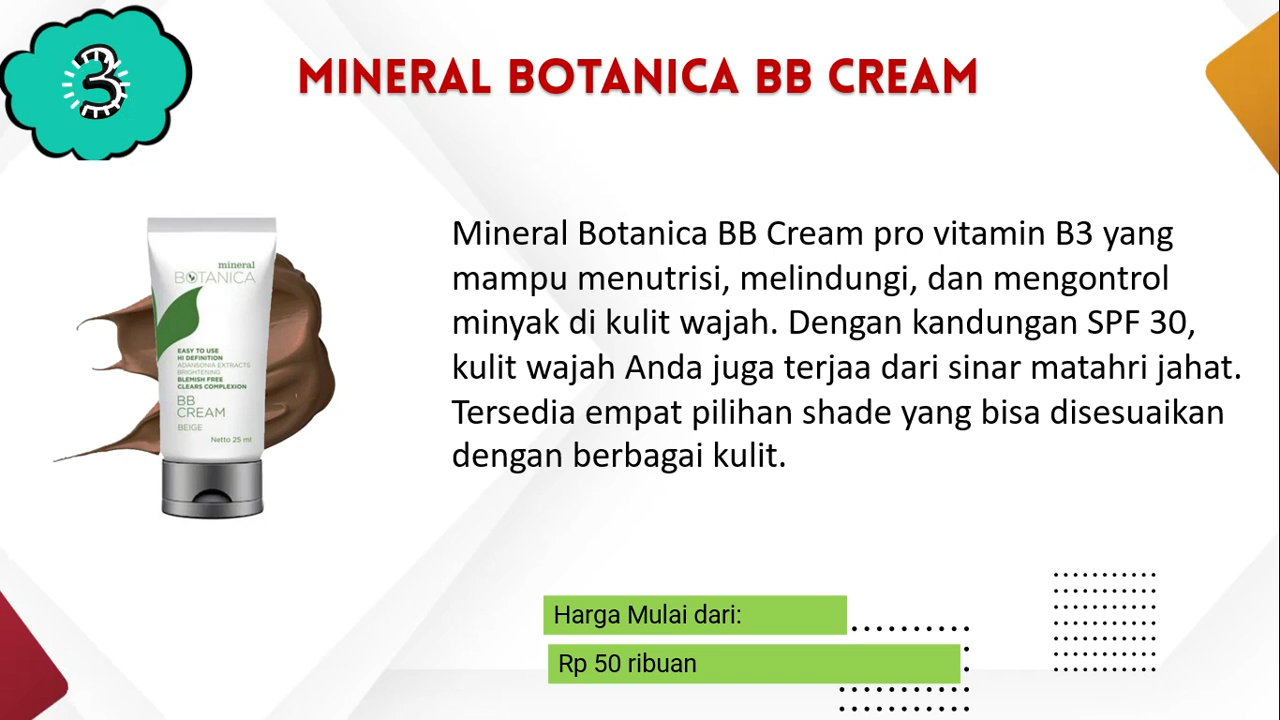 3
MINERAL BOTANICA BB CREAM
mineral
BOTANICA
EASY TO USE
HI DEFINITION
ADANSONIA EXTRACTS
BRIGHTENING
BLEMISH FREE
CLEARS COMPLEXION
BB
CREAM
BEIGE
Netto 25 ml
Mineral Botanica BB Cream pro vitamin B3 yang
mampu menutrisi, melindungi, dan mengontrol
minyak di kulit wajah. Dengan kandungan SPF 30,
kulit wajah Anda juga terjaa dari sinar matahri jahat.
Tersedia empat pilihan shade yang bisa disesuaikan
dengan berbagai kulit.
Harga Mulai dari:
Rp 50 ribuan